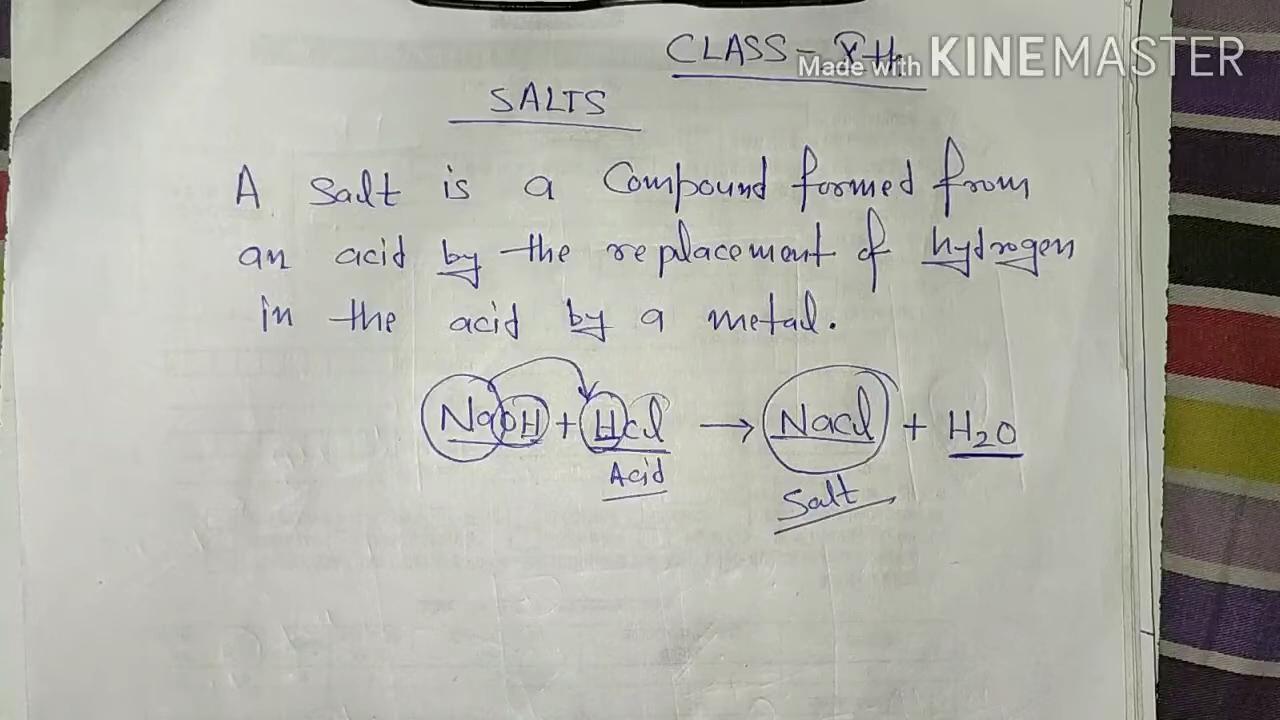 CLASS - Xth
Made with KINEMASTER
SALTS
A salt is a Compound formed from
an acid by the replacement of hydrogen
in the acid by a metal.
NaOH + Hcl → Nacl + H2O
Acid
Salt